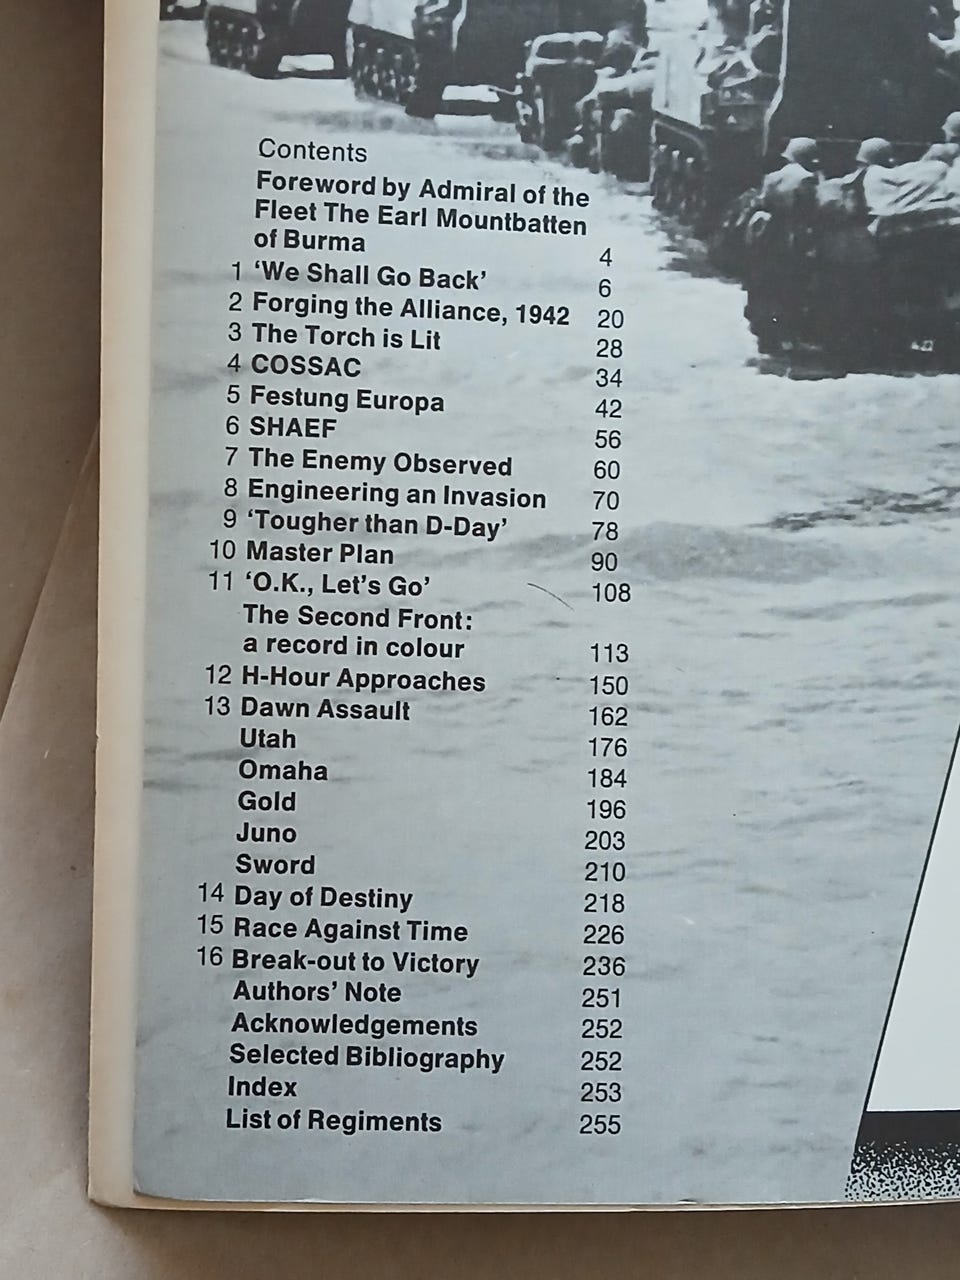 Contents
Foreword by Admiral of the
Fleet The Earl Mountbatten
of Burma 4
1 ‘We Shall Go Back’ 6
2 Forging the Alliance, 1942 20
3 The Torch is Lit 28
4 COSSAC 34
5 Festung Europa 42
6 SHAEF 56
7 The Enemy Observed 60
8 Engineering an Invasion 70
9 ‘Tougher than D-Day’ 78
10 Master Plan 90
11 ‘O.K., Let’s Go’ 108
The Second Front:
a record in colour 113
12 H-Hour Approaches 150
13 Dawn Assault 162
Utah 176
Omaha 184
Gold 196
Juno 203
Sword 210
14 Day of Destiny 218
15 Race Against Time 226
16 Break-out to Victory 236
Authors’ Note 251
Acknowledgements 252
Selected Bibliography 252
Index 253
List of Regiments 255